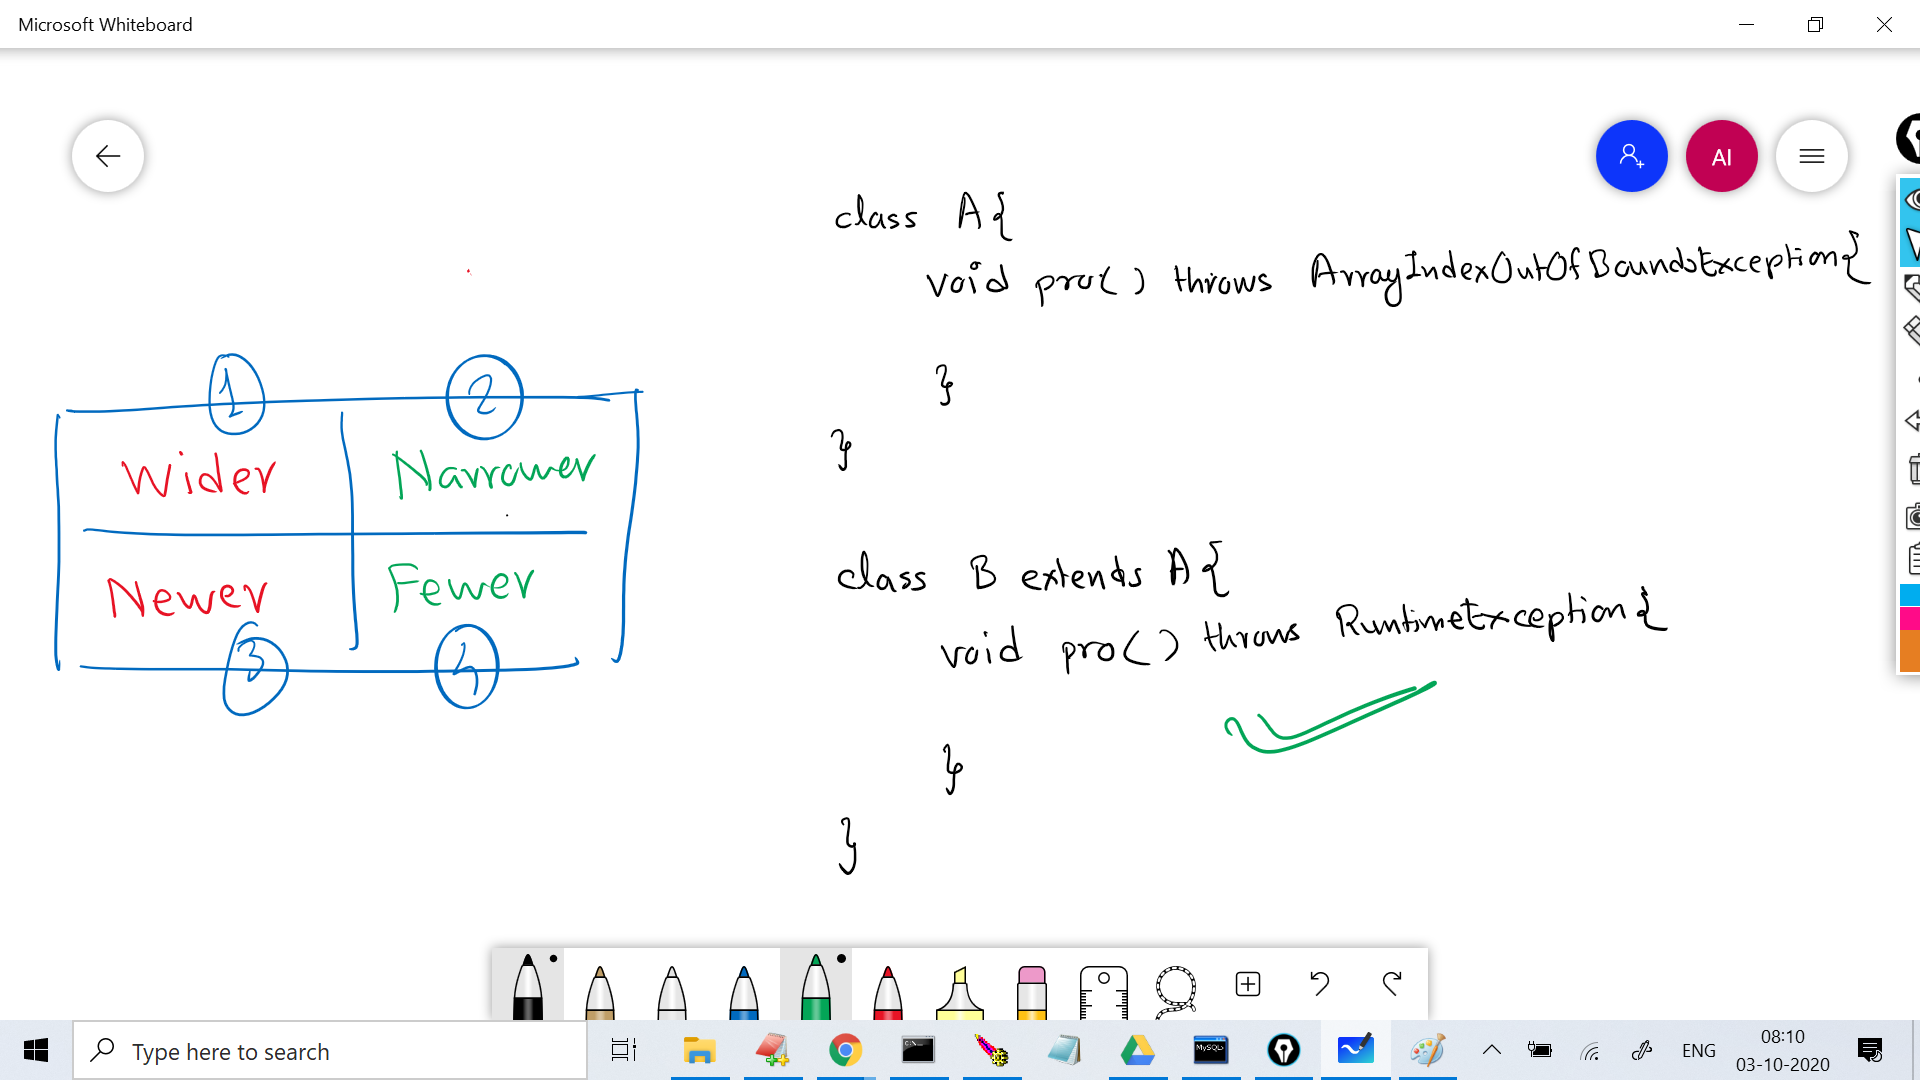 Microsoft Whiteboard
AI
class A{
void pro() throws ArrayIndexOutOfBoundsException{
}
}
1 2
Wider Narrower
Newer Fewer
3 4
class B extends A{
void pro() throws RuntimeException{
}
}
Type here to search
C:\
MySQL
ENG
08:10
03-10-2020